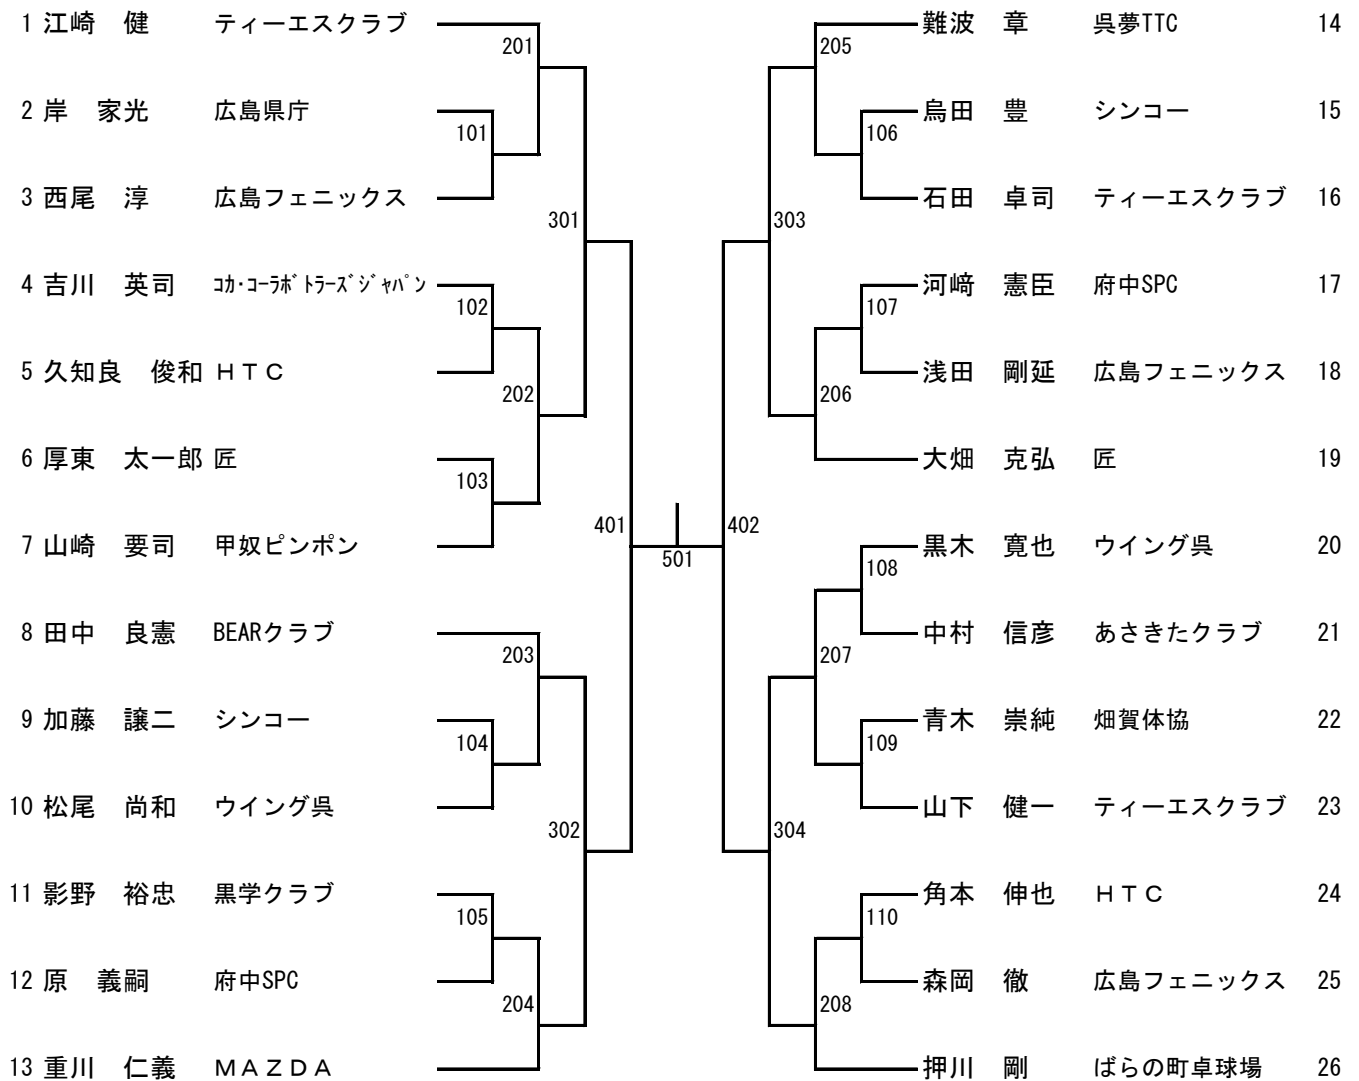 1 江崎　健　ティーエスクラブ
201
2 岸　家光　広島県庁
101
3 西尾　淳　広島フェニックス
301
4 吉川　英司　ｺｶ･ｺｰﾗﾎﾞﾄﾗｰｽﾞｼﾞｬﾊﾟﾝ
102
5 久知良　俊和　ＨＴＣ
202
6 厚東　太一郎　匠
103
401
7 山崎　要司　甲奴ピンポン
8 田中　良憲　BEARクラブ
203
9 加藤　譲二　シンコー
104
10 松尾　尚和　ウイング呉
302
11 影野　裕忠　黒学クラブ
105
12 原　義嗣　府中SPC
204
13 重川　仁義　ＭＡＺＤＡ
501
難波　章　呉夢TTC　14
205
鳥田　豊　シンコー　15
106
石田　卓司　ティーエスクラブ　16
303
河﨑　憲臣　府中SPC　17
107
浅田　剛延　広島フェニックス　18
206
大畑　克弘　匠　19
402
黒木　寛也　ウイング呉　20
108
中村　信彦　あさきたクラブ　21
207
青木　崇純　畑賀体協　22
109
山下　健一　ティーエスクラブ　23
304
角本　伸也　ＨＴＣ　24
110
森岡　徹　広島フェニックス　25
208
押川　剛　ばらの町卓球場　26